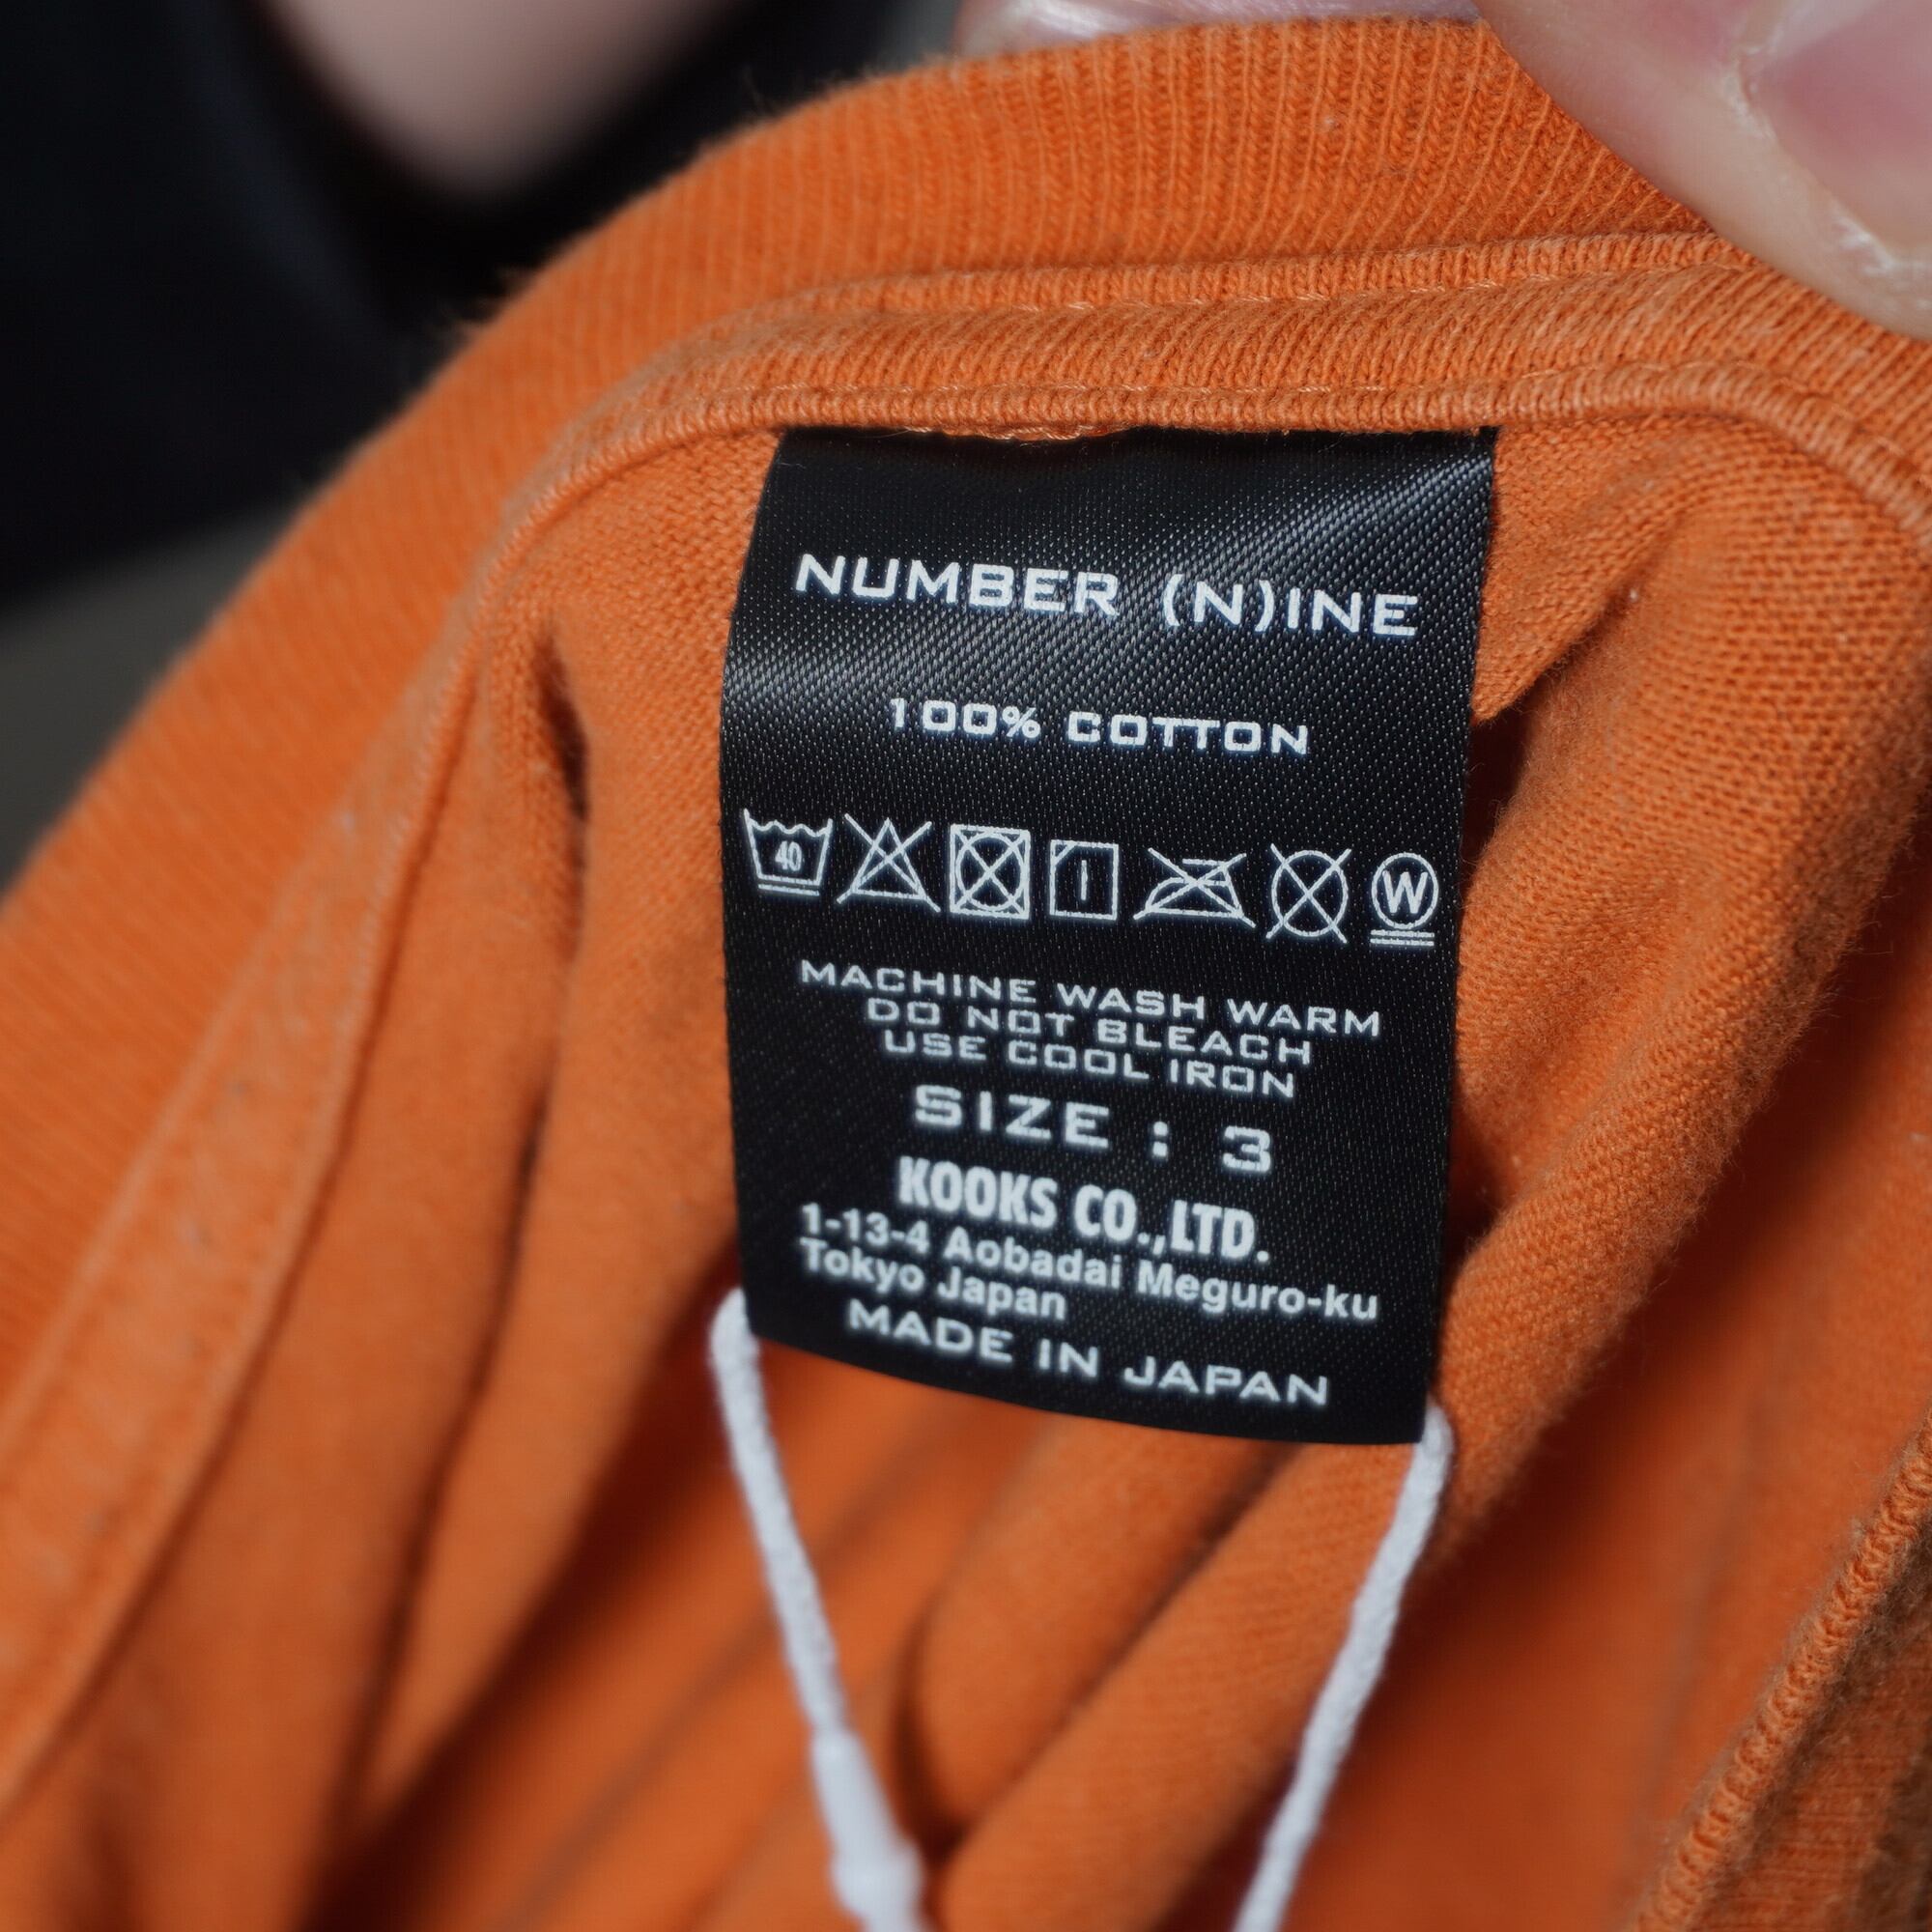 NUMBER (N)INE
100% COTTON
40
W
MACHINE WASH WARM
DO NOT BLEACH
USE COOL IRON
SIZE : 3
KOOKS CO.,LTD.
1-13-4 Aobadai Meguro-ku
Tokyo Japan
MADE IN JAPAN